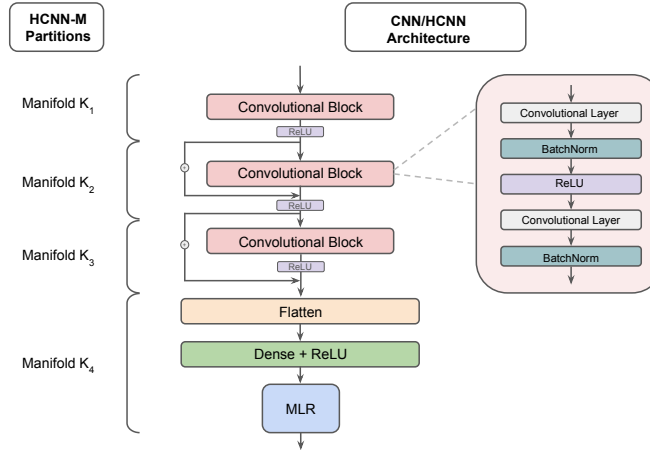 HCNN-M
Partitions
CNN/HCNN
Architecture
Manifold K1
Convolutional Block
ReLU
Manifold K2
Convolutional Block
ReLU
Manifold K3
Convolutional Block
ReLU
Manifold K4
Flatten
Dense + ReLU
MLR
Convolutional Layer
BatchNorm
ReLU
Convolutional Layer
BatchNorm